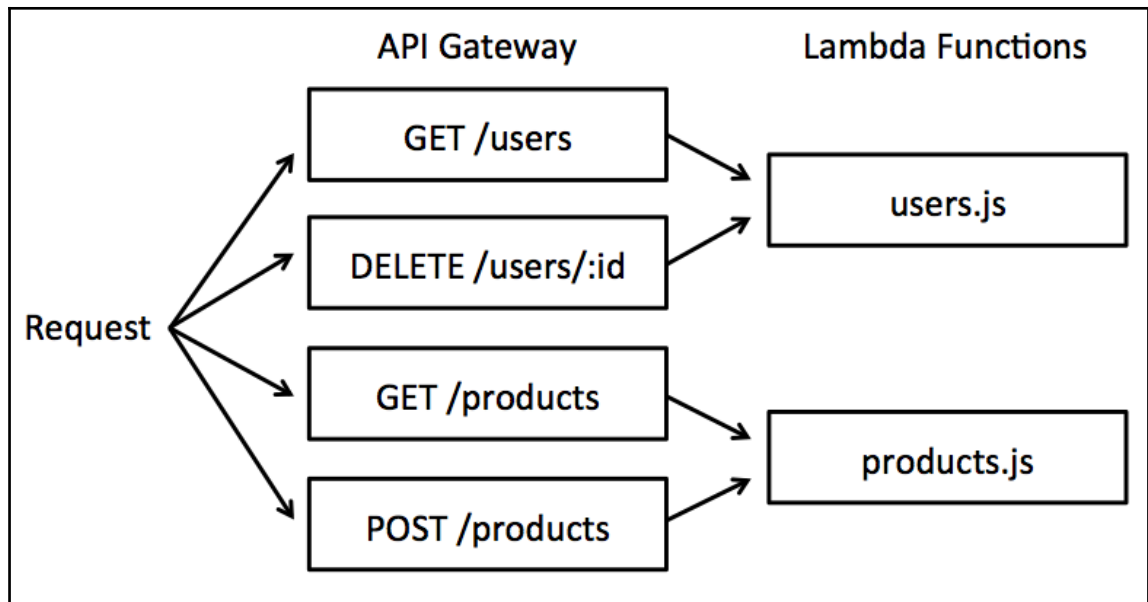 API Gateway
Lambda Functions
GET /users
users.js
DELETE /users/:id
Request
GET /products
products.js
POST /products